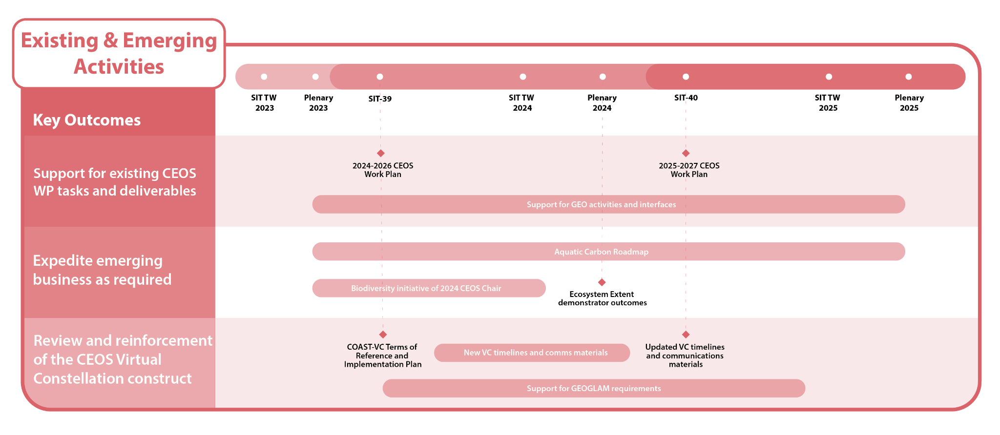 Existing & Emerging
Activities
SIT TW
2023
Plenary
2023
SIT-39
SIT TW
2024
Plenary
2024
SIT-40
SIT TW
2025
Plenary
2025
Key Outcomes
Support for existing CEOS
WP tasks and deliverables
2024-2026 CEOS
Work Plan
2025-2027 CEOS
Work Plan
Support for GEO activities and interfaces
Expedite emerging
business as required
Aquatic Carbon Roadmap
Biodiversity initiative of 2024 CEOS Chair
Ecosystem Extent
demonstrator outcomes
Review and reinforcement
of the CEOS Virtual
Constellation construct
COAST-VC Terms of
Reference and
Implementation Plan
New VC timelines and comms materials
Updated VC timelines
and communications
materials
Support for GEOGLAM requirements